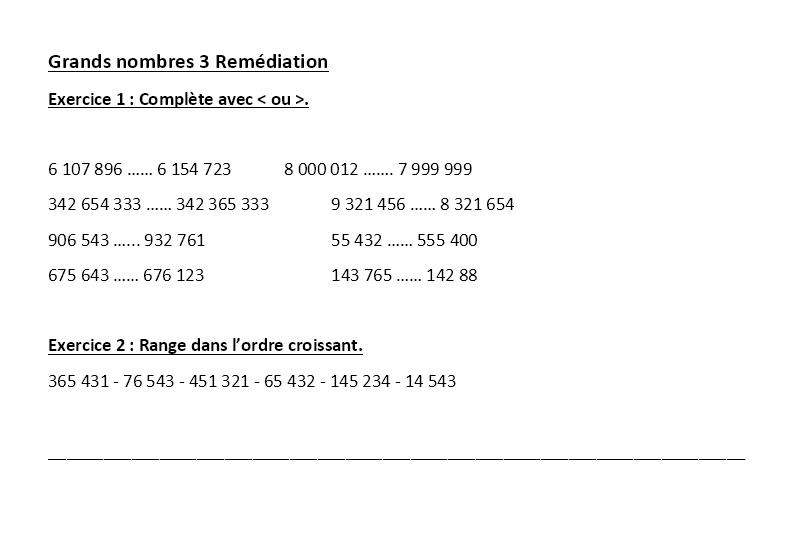 Grands nombres 3 Remédiation
Exercice 1 : Complète avec < ou >.
6 107 896 …… 6 154 723 8 000 012 ……. 7 999 999
342 654 333 …… 342 365 333 9 321 456 …… 8 321 654
906 543 …… 932 761 55 432 …… 555 400
675 643 …… 676 123 143 765 …… 142 88
Exercice 2 : Range dans l’ordre croissant.
365 431 - 76 543 - 451 321 - 65 432 - 145 234 - 14 543